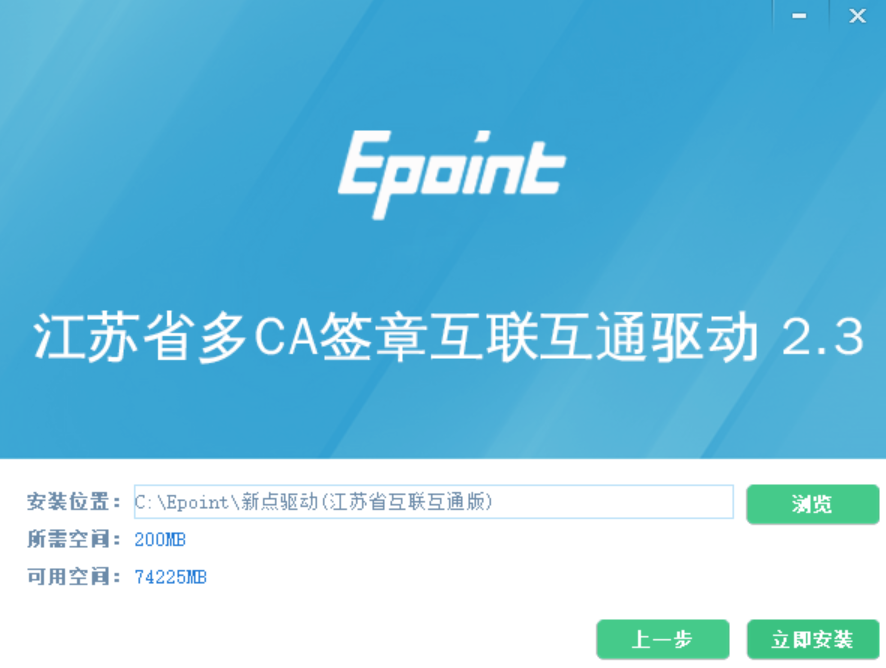 Epoint
江苏省多CA签章互联互通驱动 2.3
安装位置： C:\Epoint\新点驱动(江苏省互联互通版) 浏览
所需空间： 200MB
可用空间： 74225MB
上一步 立即安装